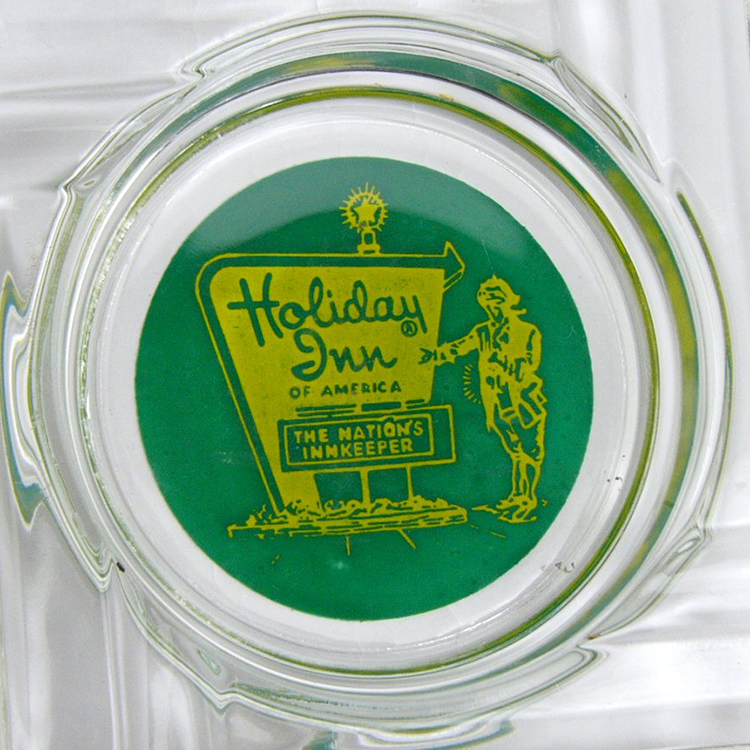 Holiday
Inn®
OF AMERICA
THE NATION'S
INNKEEPER